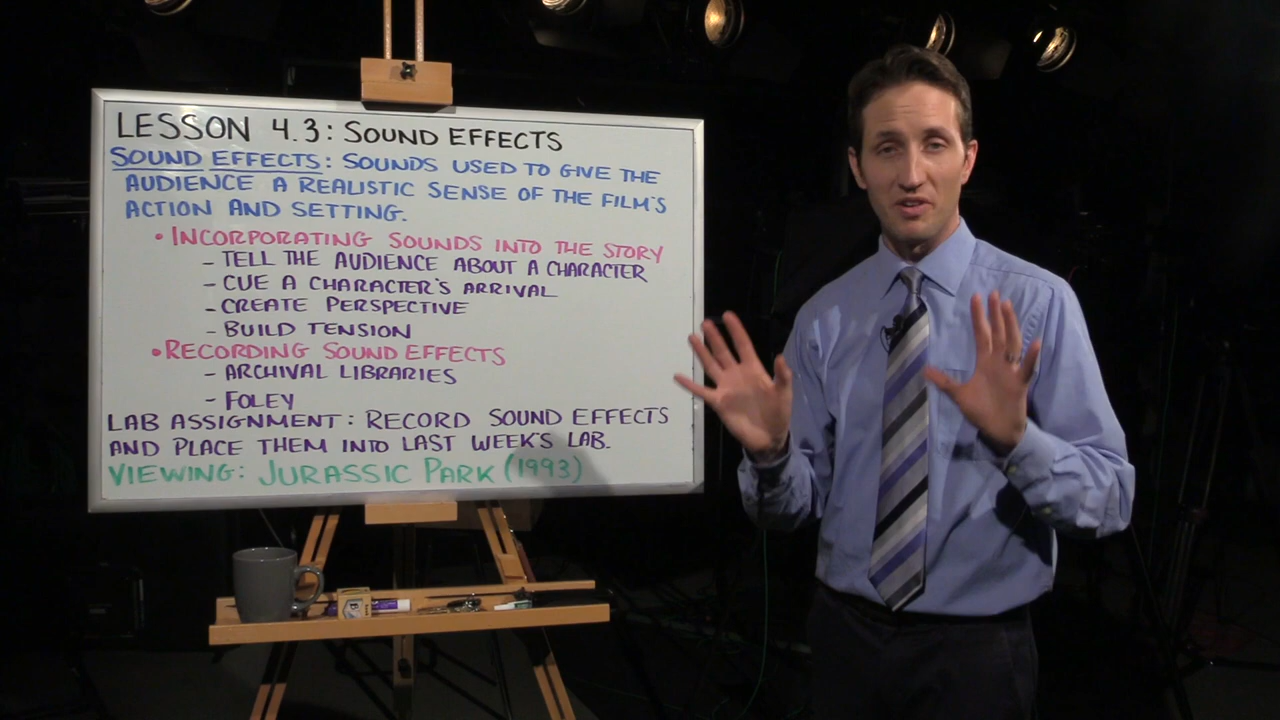 LESSON 4.3: SOUND EFFECTS
SOUND EFFECTS: SOUNDS USED TO GIVE THE
AUDIENCE A REALISTIC SENSE OF THE FILM'S
ACTION AND SETTING.
• INCORPORATING SOUNDS INTO THE STORY
- TELL THE AUDIENCE ABOUT A CHARACTER
- CUE A CHARACTER'S ARRIVAL
- CREATE PERSPECTIVE
- BUILD TENSION
• RECORDING SOUND EFFECTS
- ARCHIVAL LIBRARIES
- FOLEY
LAB ASSIGNMENT: RECORD SOUND EFFECTS
AND PLACE THEM INTO LAST WEEK'S LAB.
VIEWING: JURASSIC PARK (1993)